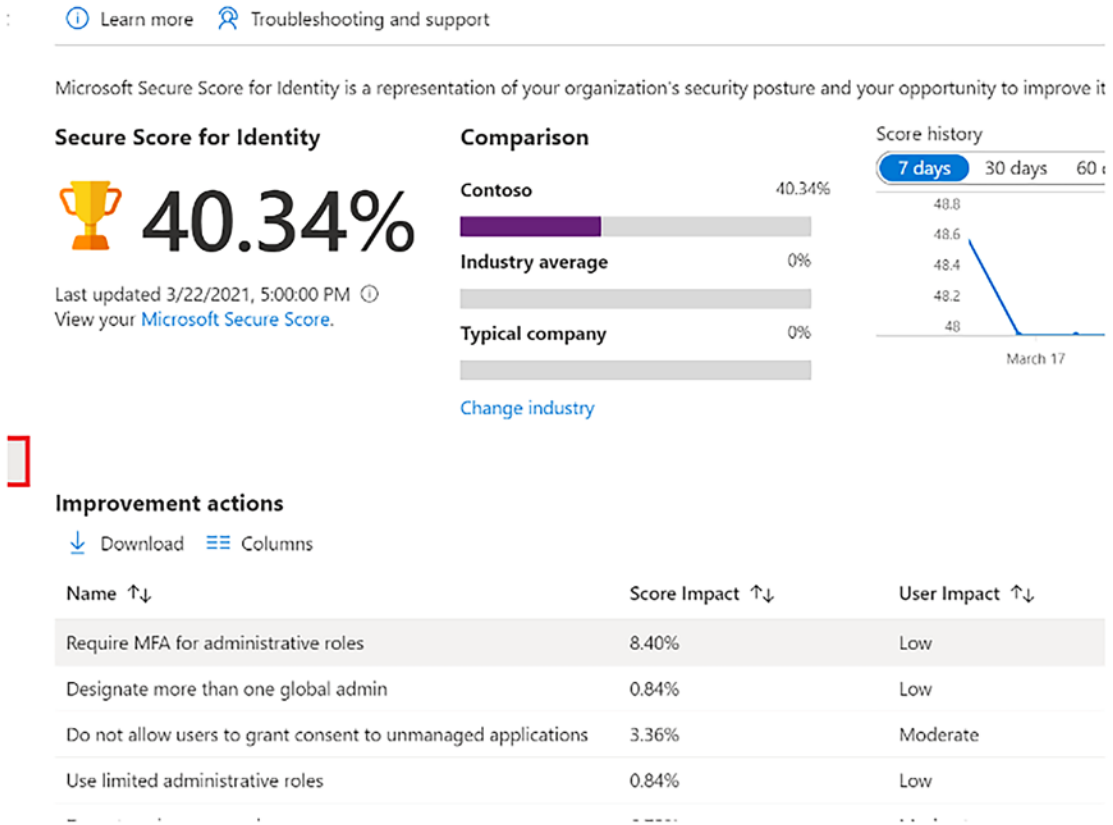 Learn more Troubleshooting and support
Microsoft Secure Score for Identity is a representation of your organization's security posture and your opportunity to improve it
Secure Score for Identity
40.34%
Last updated 3/22/2021, 5:00:00 PM
View your Microsoft Secure Score.
Comparison
Contoso 40.34%
Industry average 0%
Typical company 0%
Change industry
Score history
7 days 30 days 60
48.8
48.6
48.4
48.2
48
March 17
Improvement actions
Download Columns
Name Score Impact User Impact
Require MFA for administrative roles 8.40% Low
Designate more than one global admin 0.84% Low
Do not allow users to grant consent to unmanaged applications 3.36% Moderate
Use limited administrative roles 0.84% Low